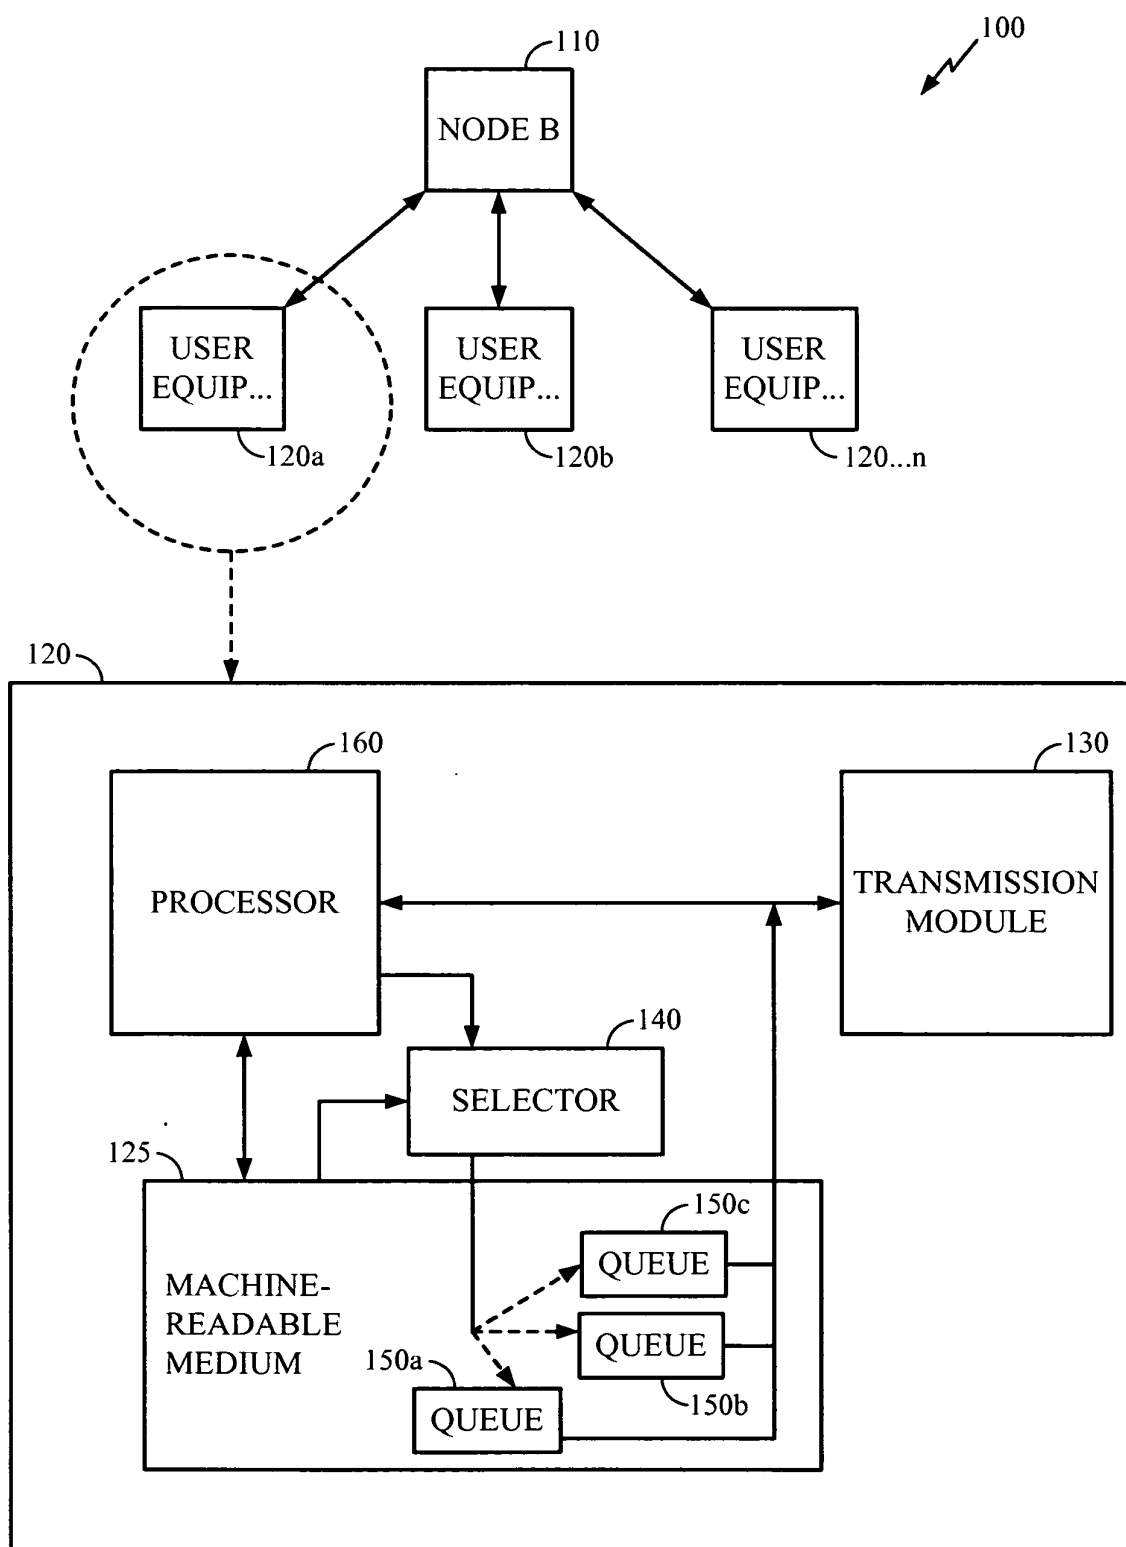 100
110
NODE B
USER
EQUIP...
120a
USER
EQUIP...
120b
USER
EQUIP...
120...n
120
160
PROCESSOR
130
TRANSMISSION
MODULE
140
SELECTOR
125
MACHINE-
READABLE
MEDIUM
150c
QUEUE
QUEUE
150b
150a
QUEUE